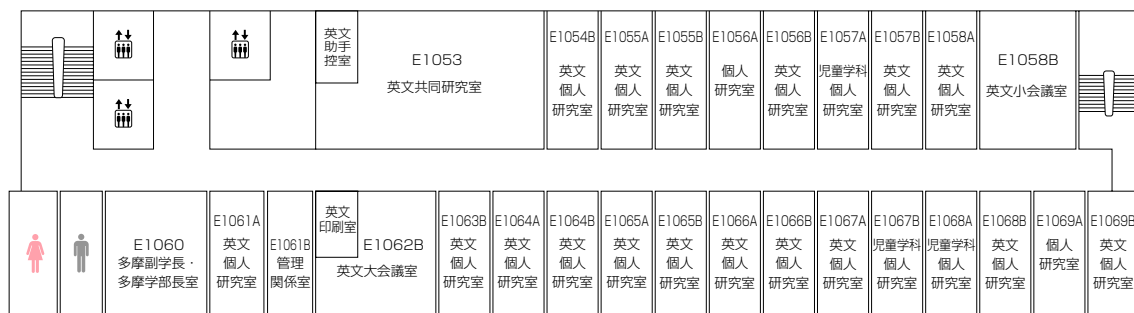 英文
助手
控室
E1053
英文共同研究室
E1054B
英文
個人
研究室
E1055A
英文
個人
研究室
E1055B
英文
個人
研究室
E1056A
個人
研究室
E1056B
英文
個人
研究室
E1057A
児童学科
個人
研究室
E1057B
英文
個人
研究室
E1058A
英文
個人
研究室
E1058B
英文小会議室
E1060
多摩副学長・
多摩学部長室
E1061A
英文
個人
研究室
E1061B
管理
関係室
英文
印刷室
E1062B
英文大会議室
E1063B
英文
個人
研究室
E1064A
英文
個人
研究室
E1064B
英文
個人
研究室
E1065A
英文
個人
研究室
E1065B
英文
個人
研究室
E1066A
英文
個人
研究室
E1066B
英文
個人
研究室
E1067A
英文
個人
研究室
E1067B
児童学科
個人
研究室
E1068A
児童学科
個人
研究室
E1068B
英文
個人
研究室
E1069A
個人
研究室
E1069B
英文
個人
研究室